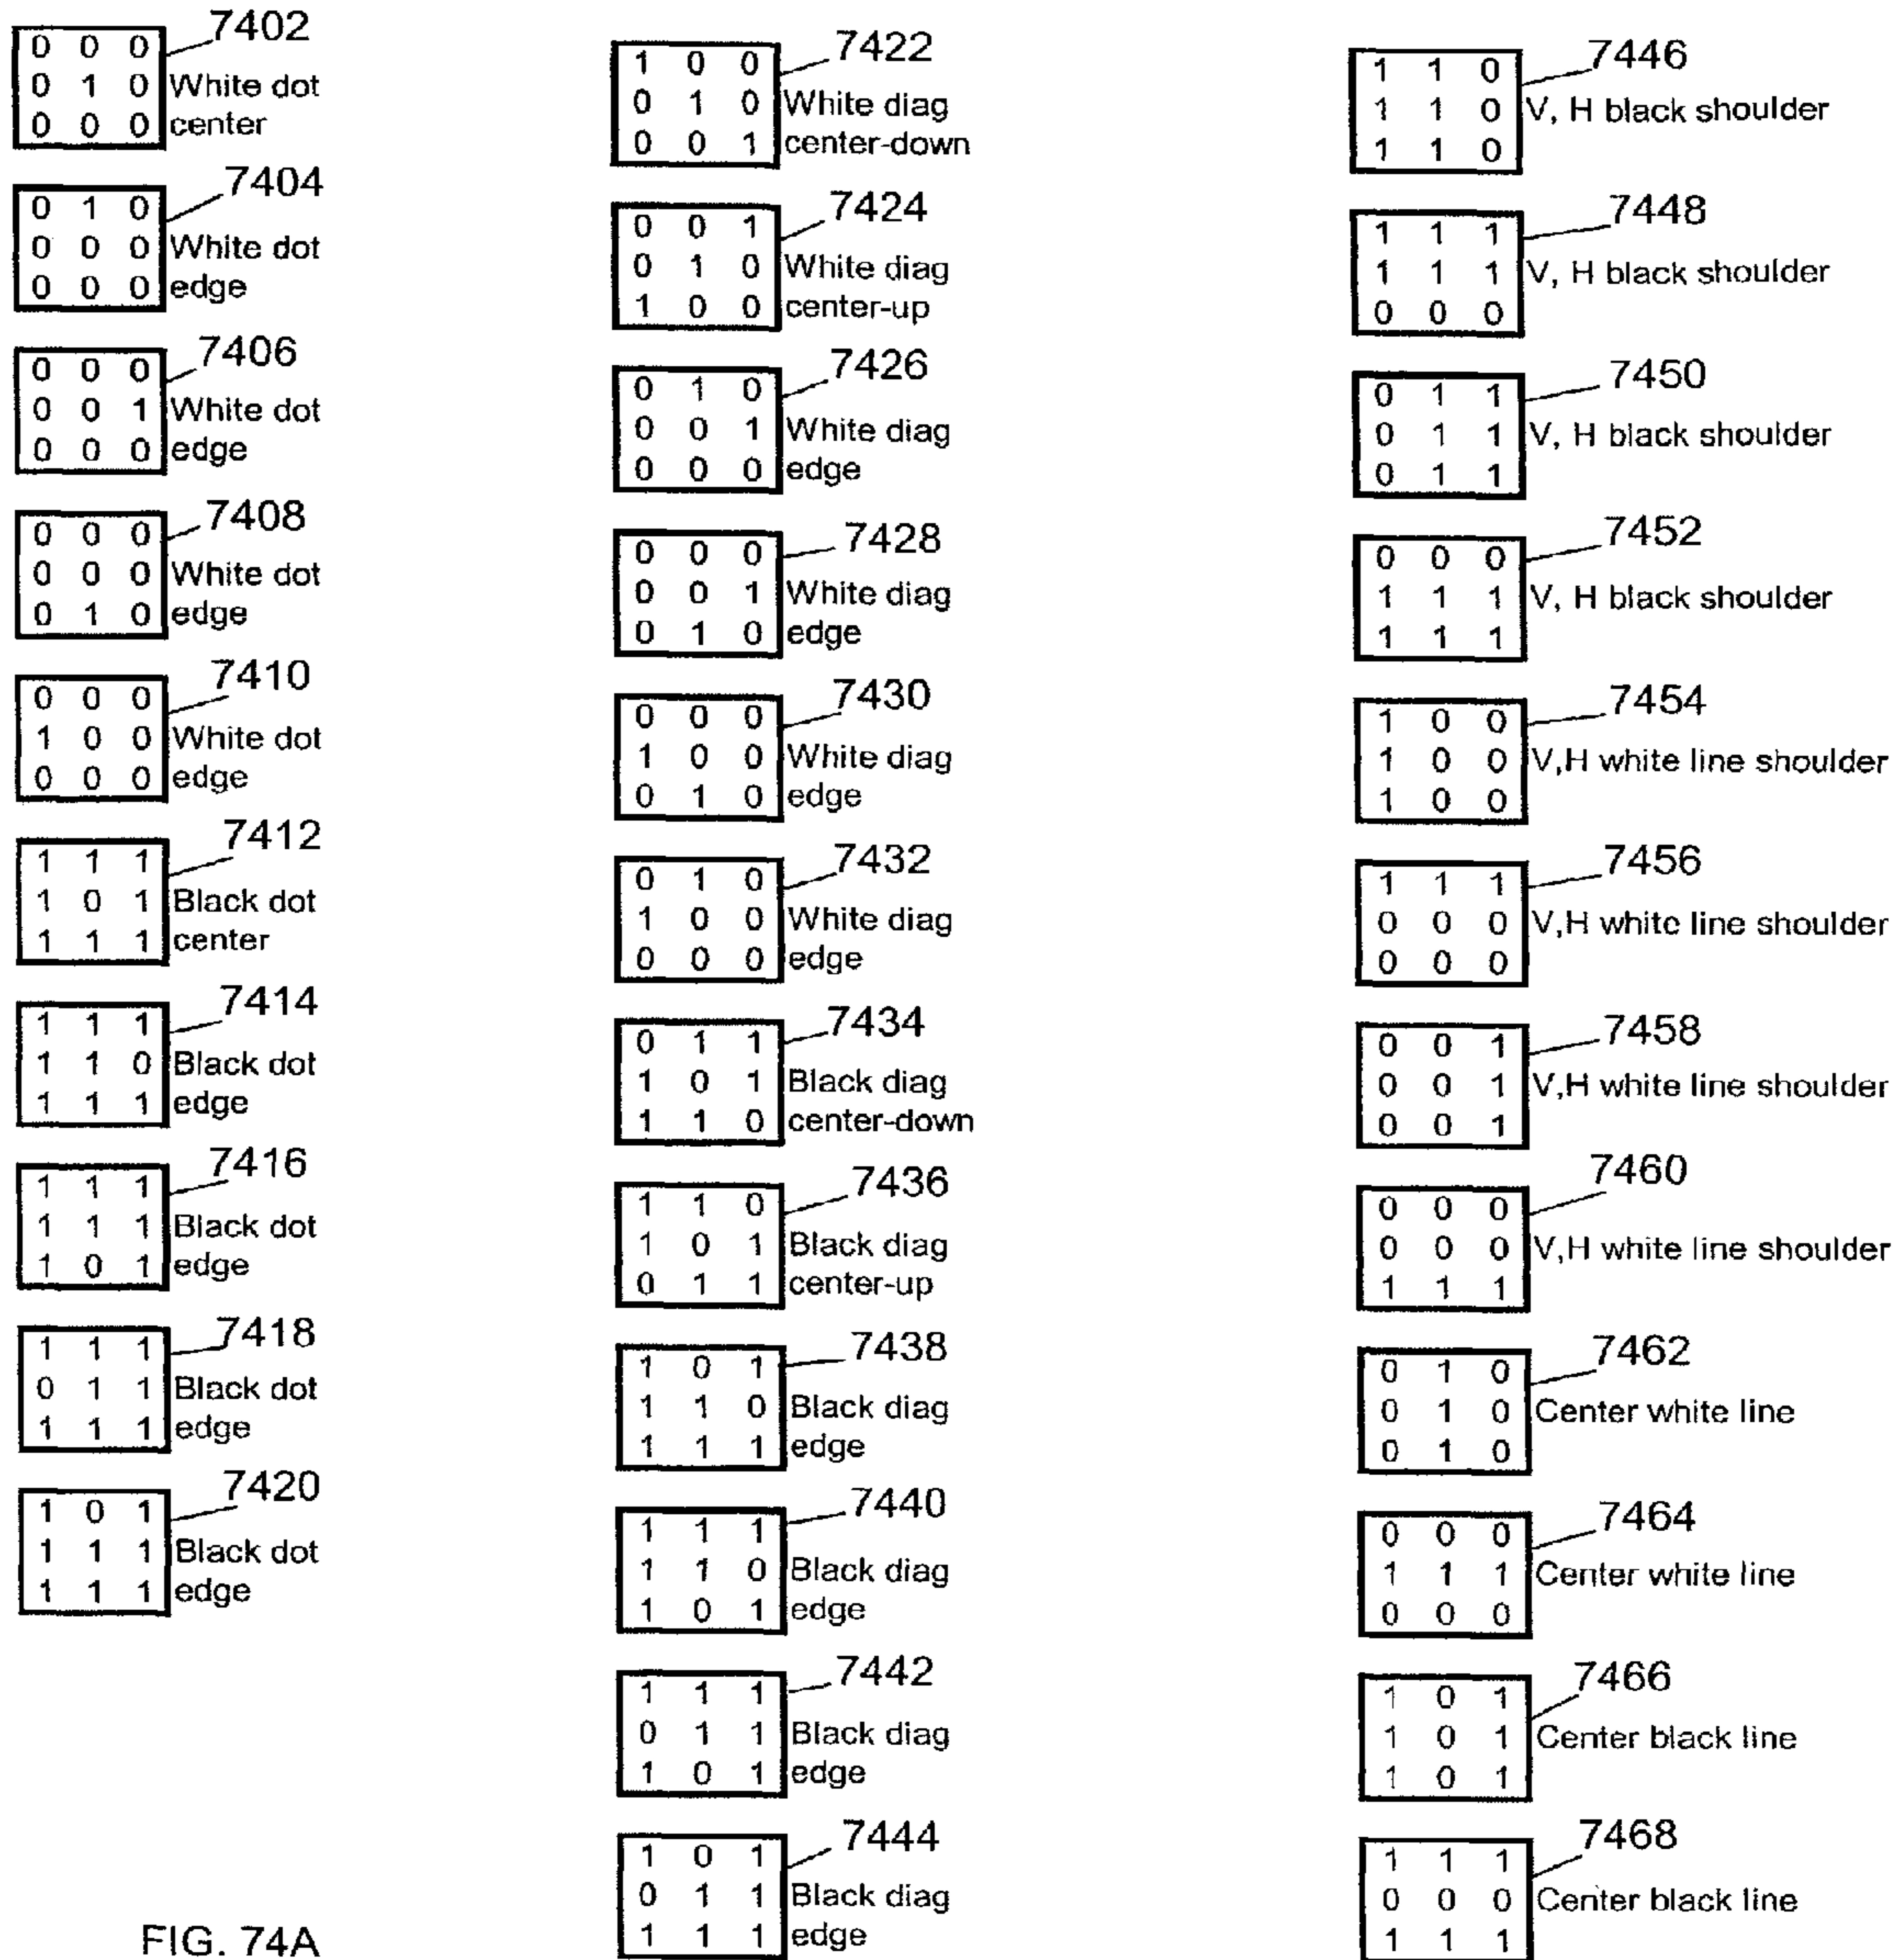 7402
0 0 0
0 1 0 White dot
0 0 0 center
7404
0 1 0
0 0 0 White dot
0 0 0 edge
7406
0 0 0
0 0 1 White dot
0 0 0 edge
7408
0 0 0
0 0 0 White dot
0 1 0 edge
7410
0 0 0
1 0 0 White dot
0 0 0 edge
7412
1 1 1
1 0 1 Black dot
1 1 1 center
7414
1 1 1
1 1 0 Black dot
1 1 1 edge
7416
1 1 1
1 1 1 Black dot
1 0 1 edge
7418
1 1 1
0 1 1 Black dot
1 1 1 edge
7420
1 0 1
1 1 1 Black dot
1 1 1 edge
7422
1 0 0
0 1 0 White diag
0 0 1 center-down
7424
0 0 1
0 1 0 White diag
1 0 0 center-up
7426
0 1 0
0 0 1 White diag
0 0 0 edge
7428
0 0 0
0 0 1 White diag
0 1 0 edge
7430
0 0 0
1 0 0 White diag
0 1 0 edge
7432
0 1 0
1 0 0 White diag
0 0 0 edge
7434
0 1 1
1 0 1 Black diag
1 1 0 center-down
7436
1 1 0
1 0 1 Black diag
0 1 1 center-up
7438
1 0 1
1 1 0 Black diag
1 1 1 edge
7440
1 1 1
1 1 0 Black diag
1 0 1 edge
7442
1 1 1
0 1 1 Black diag
1 0 1 edge
7444
1 0 1
0 1 1 Black diag
1 1 1 edge
7446
1 1 0
1 1 0 V, H black shoulder
1 1 0
7448
1 1 1
1 1 1 V, H black shoulder
0 0 0
7450
0 1 1
0 1 1 V, H black shoulder
0 1 1
7452
0 0 0
1 1 1 V, H black shoulder
1 1 1
7454
1 0 0
1 0 0 V,H white line shoulder
1 0 0
7456
1 1 1
0 0 0 V,H white line shoulder
0 0 0
7458
0 0 1
0 0 1 V,H white line shoulder
0 0 1
7460
0 0 0
0 0 0 V,H white line shoulder
1 1 1
7462
0 1 0
0 1 0 Center white line
0 1 0
7464
0 0 0
1 1 1 Center white line
0 0 0
7466
1 0 1
1 0 1 Center black line
1 0 1
7468
1 1 1
0 0 0 Center black line
1 1 1
FIG. 74A